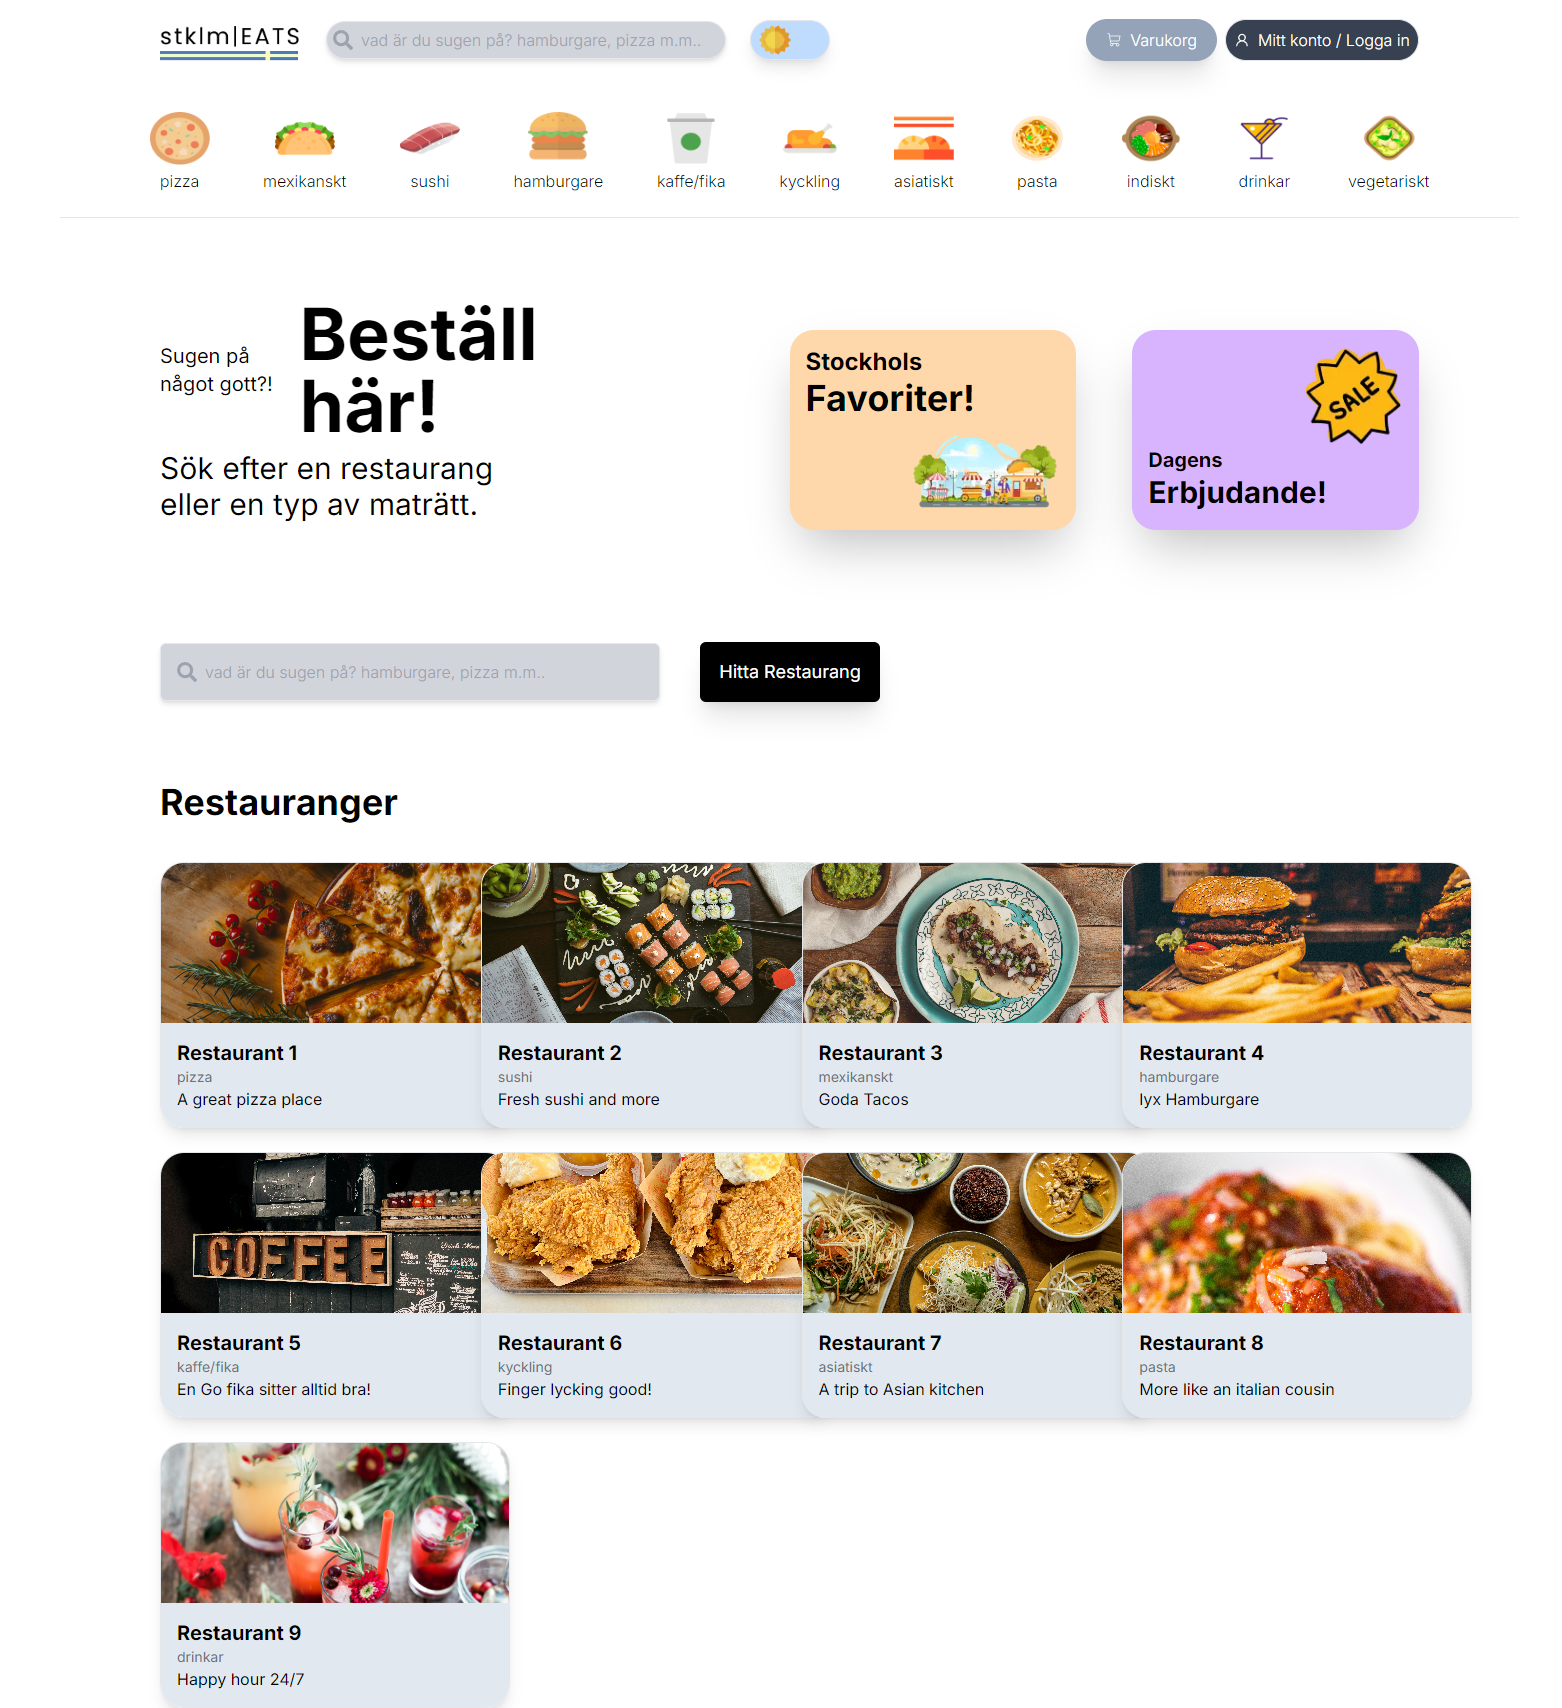 stklm|EATS
vad är du sugen på? hamburgare, pizza m.m..
Varukorg
Mitt konto / Logga in
pizza
mexikanskt
sushi
hamburgare
kaffe/fika
kyckling
asiatiskt
pasta
indiskt
drinkar
vegetariskt
Sugen på
något gott?!
Beställ
här!
Sök efter en restaurang
eller en typ av maträtt.
Stockhols
Favoriter!
SALE
Dagens
Erbjudande!
vad är du sugen på? hamburgare, pizza m.m..
Hitta Restaurang
Restauranger
Restaurant 1
pizza
A great pizza place
Restaurant 2
sushi
Fresh sushi and more
Restaurant 3
mexikanskt
Goda Tacos
Restaurant 4
hamburgare
lyx Hamburgare
COFFEE
Restaurant 5
kaffe/fika
En Go fika sitter alltid bra!
Restaurant 6
kyckling
Finger lycking good!
Restaurant 7
asiatiskt
A trip to Asian kitchen
Restaurant 8
pasta
More like an italian cousin
Restaurant 9
drinkar
Happy hour 24/7